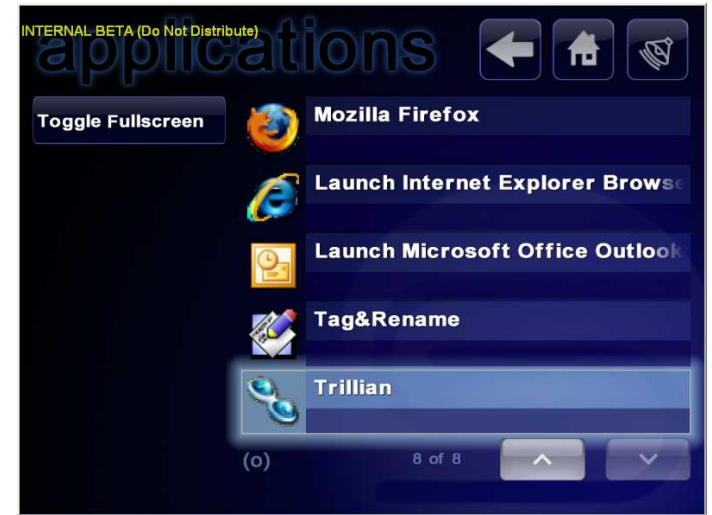 INTERNAL BETA (Do Not Distribute)
applications
Toggle Fullscreen
Mozilla Firefox
Launch Internet Explorer Browse
Launch Microsoft Office Outlook
Tag&Rename
Trillian
(o)
8 of 8